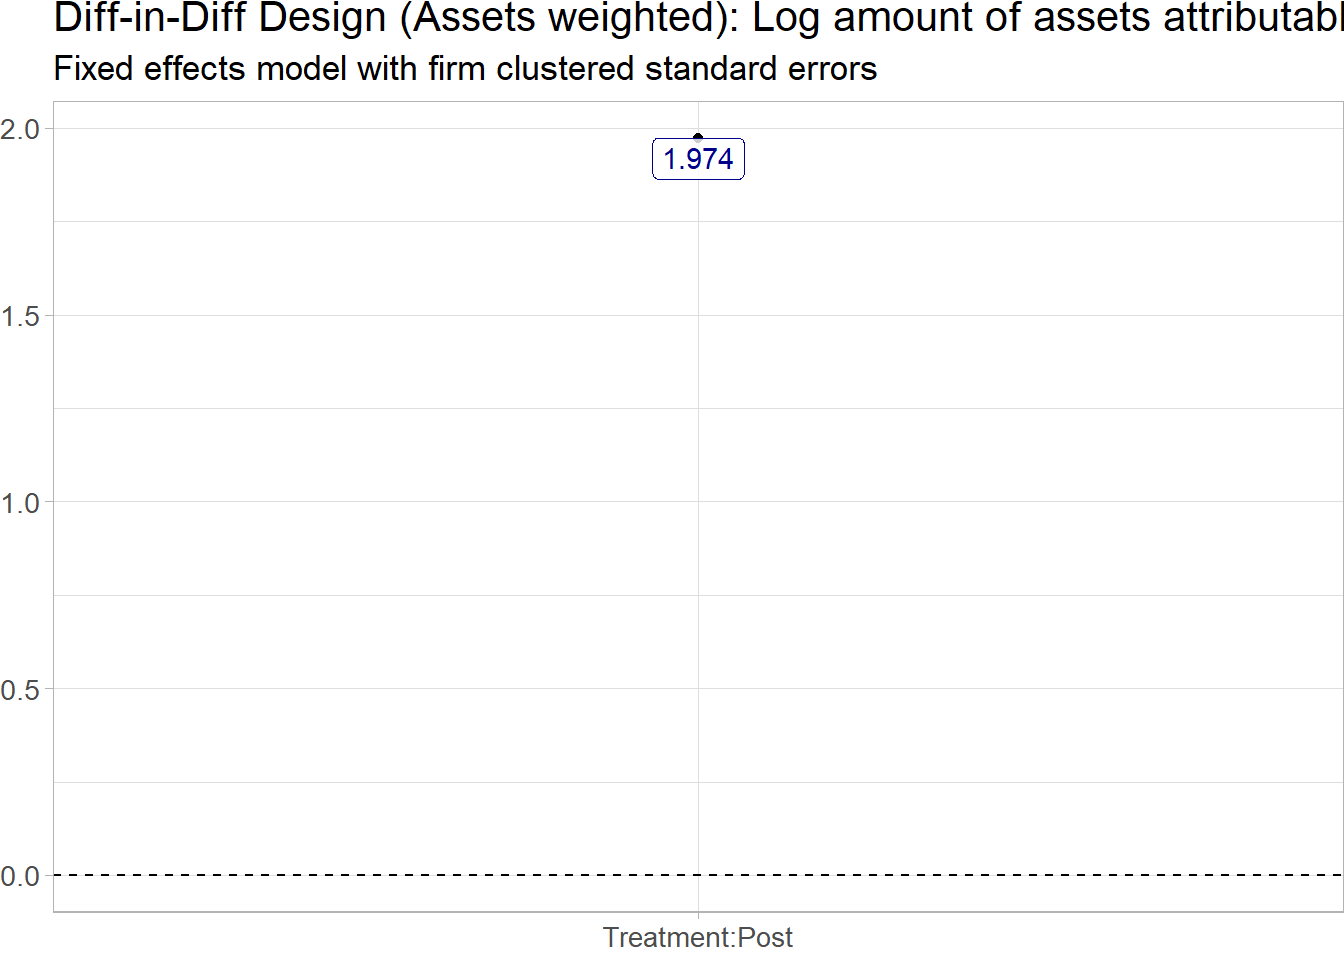 Diff-in-Diff Design (Assets weighted): Log amount of assets attributabl
Fixed effects model with firm clustered standard errors
2.0
1.974
1.5
1.0
0.5
0.0
Treatment:Post